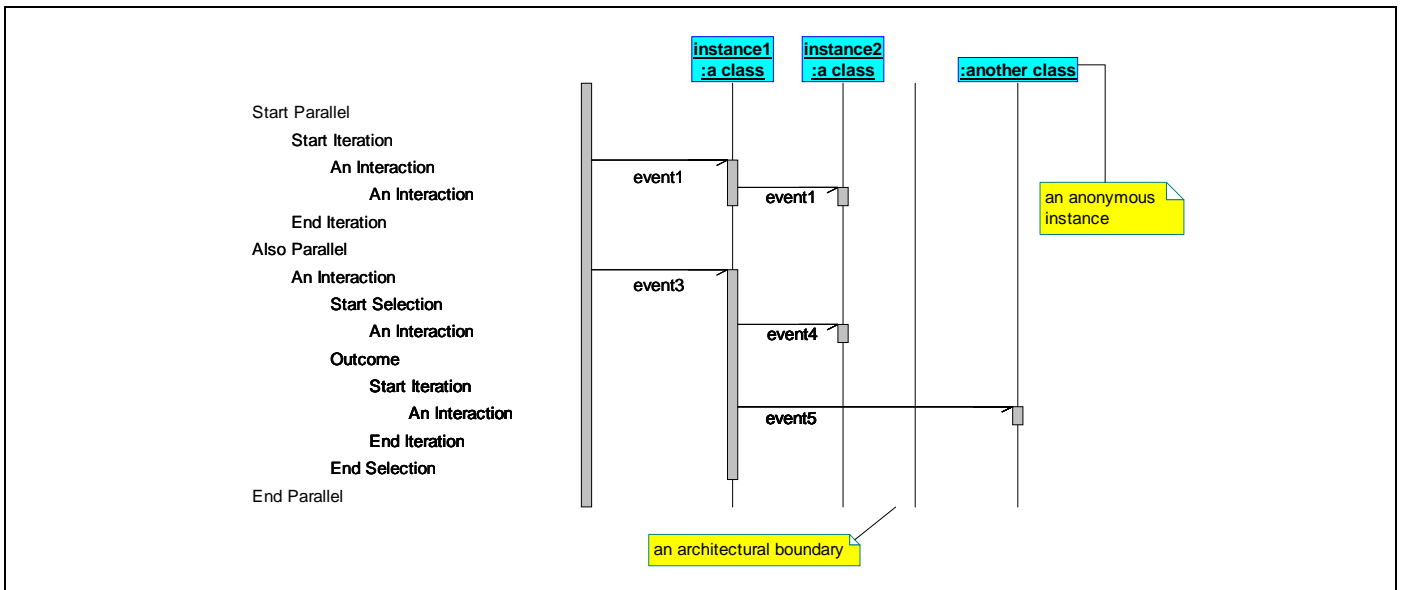 instance1
:a class
instance2
:a class
:another class
Start Parallel
Start Iteration
An Interaction
event1
An Interaction
event1
an anonymous
instance
End Iteration
Also Parallel
An Interaction
event3
Start Selection
An Interaction
event4
Outcome
Start Iteration
An Interaction
event5
End Iteration
End Selection
End Parallel
an architectural boundary